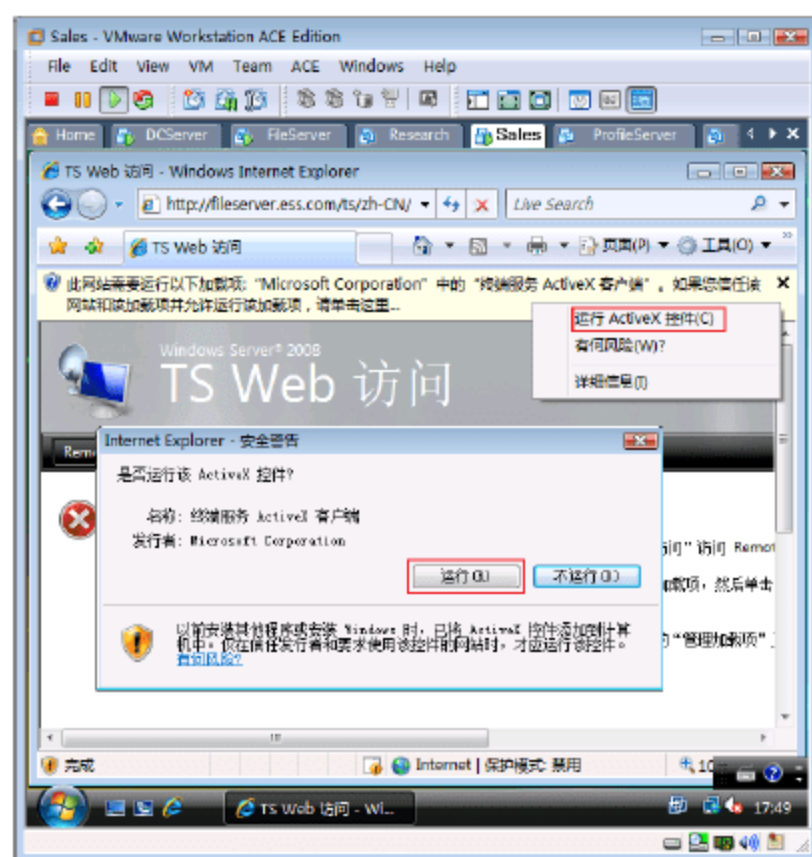 Sales - VMware Workstation ACE Edition
File Edit View VM Team ACE Windows Help
Home DCServer FileServer Research Sales ProfileServer
TS Web 访问 - Windows Internet Explorer
http://fileserver.ess.com/ts/zh-CN/ Live Search
TS Web 访问 页面(P) 工具(O)
此网站需要运行以下加载项: "Microsoft Corporation" 中的 "终端服务 ActiveX 客户端"。如果您信任该
网站和该加载项并允许运行该加载项，请单击这里...
运行 ActiveX 控件(C)
有何风险(W)?
详细信息(I)
Windows Server® 2008
TS Web 访问
Rem
Internet Explorer - 安全警告
是否运行该 ActiveX 控件?
名称: 终端服务 ActiveX 客户端
发行者: Microsoft Corporation
问" 访问 Remot
运行(R) 不运行(D)
加载项，然后单击
的"管理加载项"
以前安装其他程序或安装 Windows 时，已将 ActiveX 控件添加到计算
机中。仅在信任发行者和要求使用该控件的网站时，才应运行该控件。
有何风险?
完成 Internet | 保护模式: 禁用 10
TS Web 访问 - Wi... 17:49